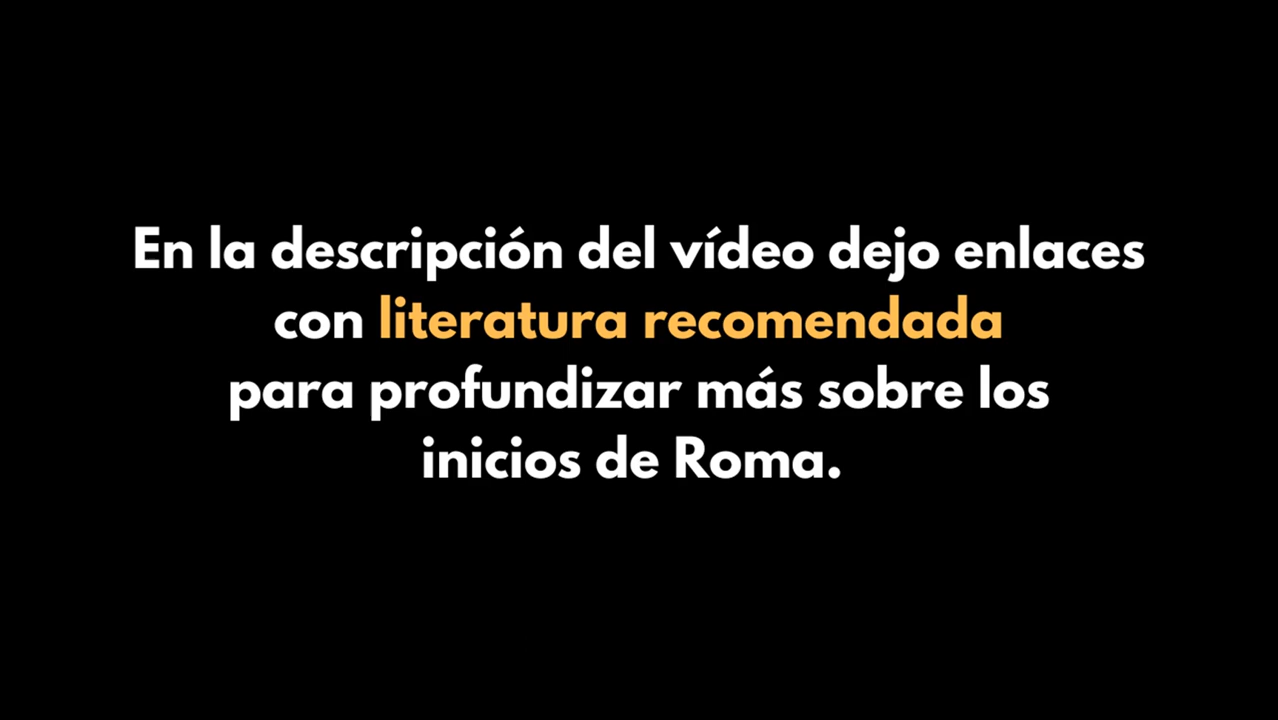 En la descripción del vídeo dejo enlaces
con literatura recomendada
para profundizar más sobre los
inicios de Roma.